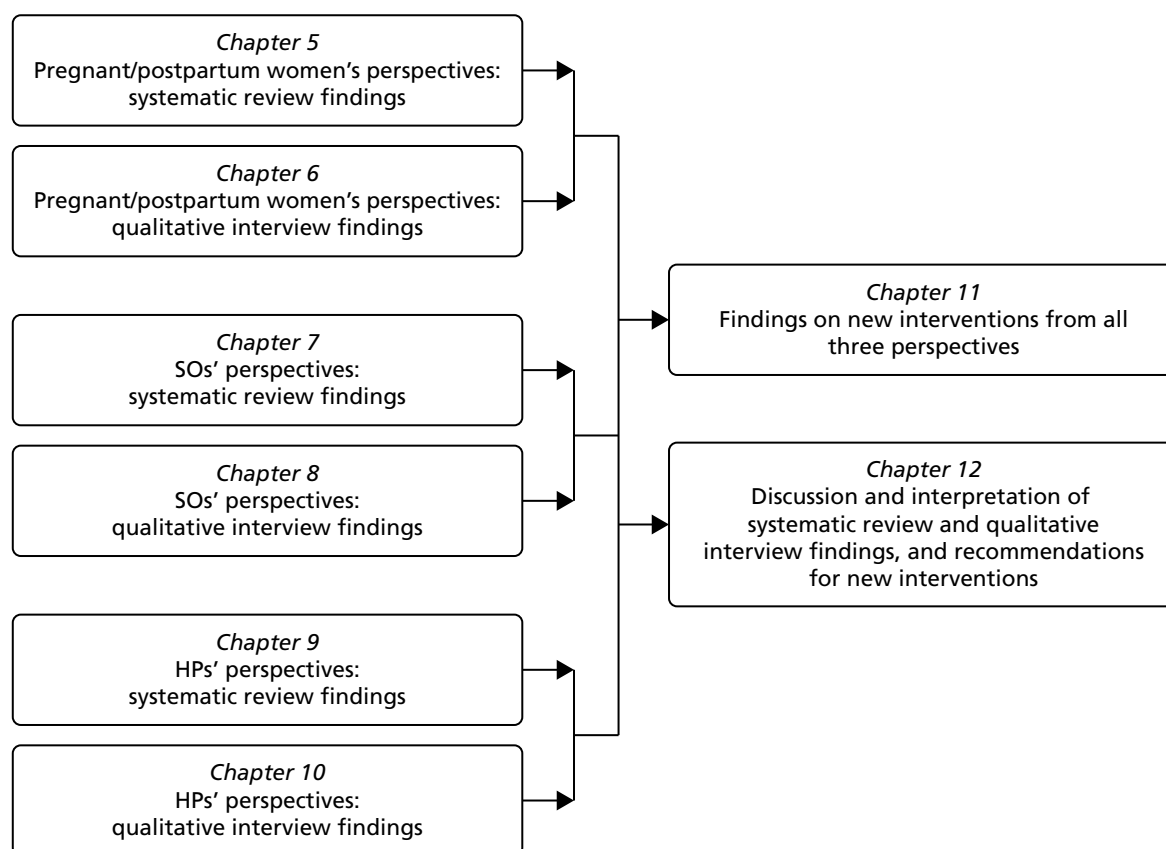 Chapter 5
Pregnant/postpartum women’s perspectives:
systematic review findings
Chapter 6
Pregnant/postpartum women’s perspectives:
qualitative interview findings
Chapter 7
SOs’ perspectives:
systematic review findings
Chapter 8
SOs’ perspectives:
qualitative interview findings
Chapter 9
HPs’ perspectives:
systematic review findings
Chapter 10
HPs’ perspectives:
qualitative interview findings
Chapter 11
Findings on new interventions from all
three perspectives
Chapter 12
Discussion and interpretation of
systematic review and qualitative
interview findings, and recommendations
for new interventions